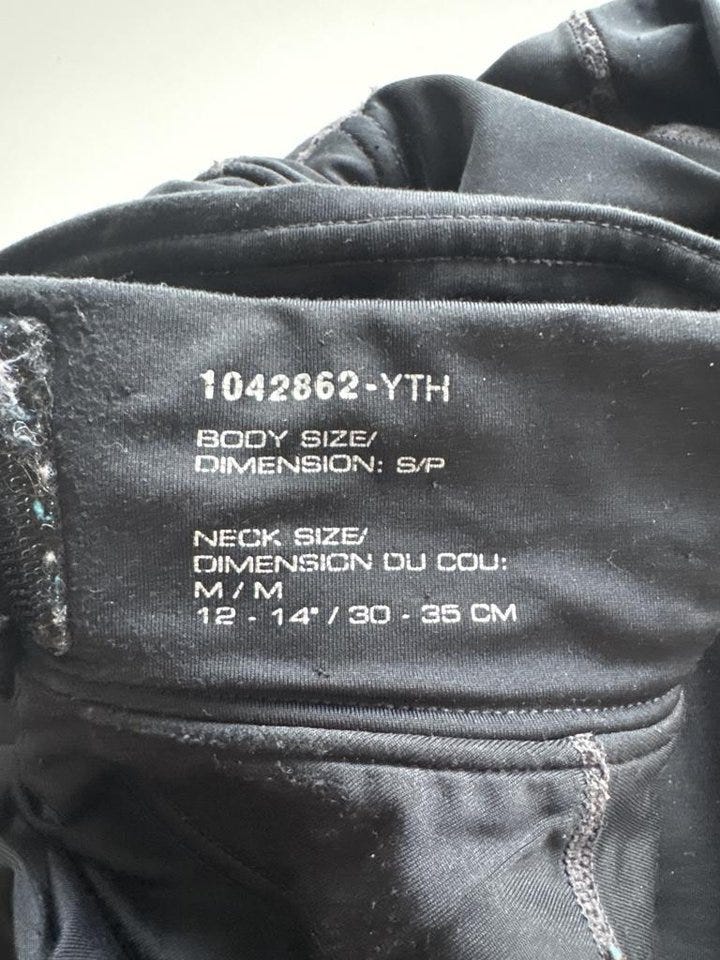 1042862-YTH
BODY SIZE/
DIMENSION: S/P
NECK SIZE/
DIMENSION DU COU:
M / M
12 - 14" / 30 - 35 CM